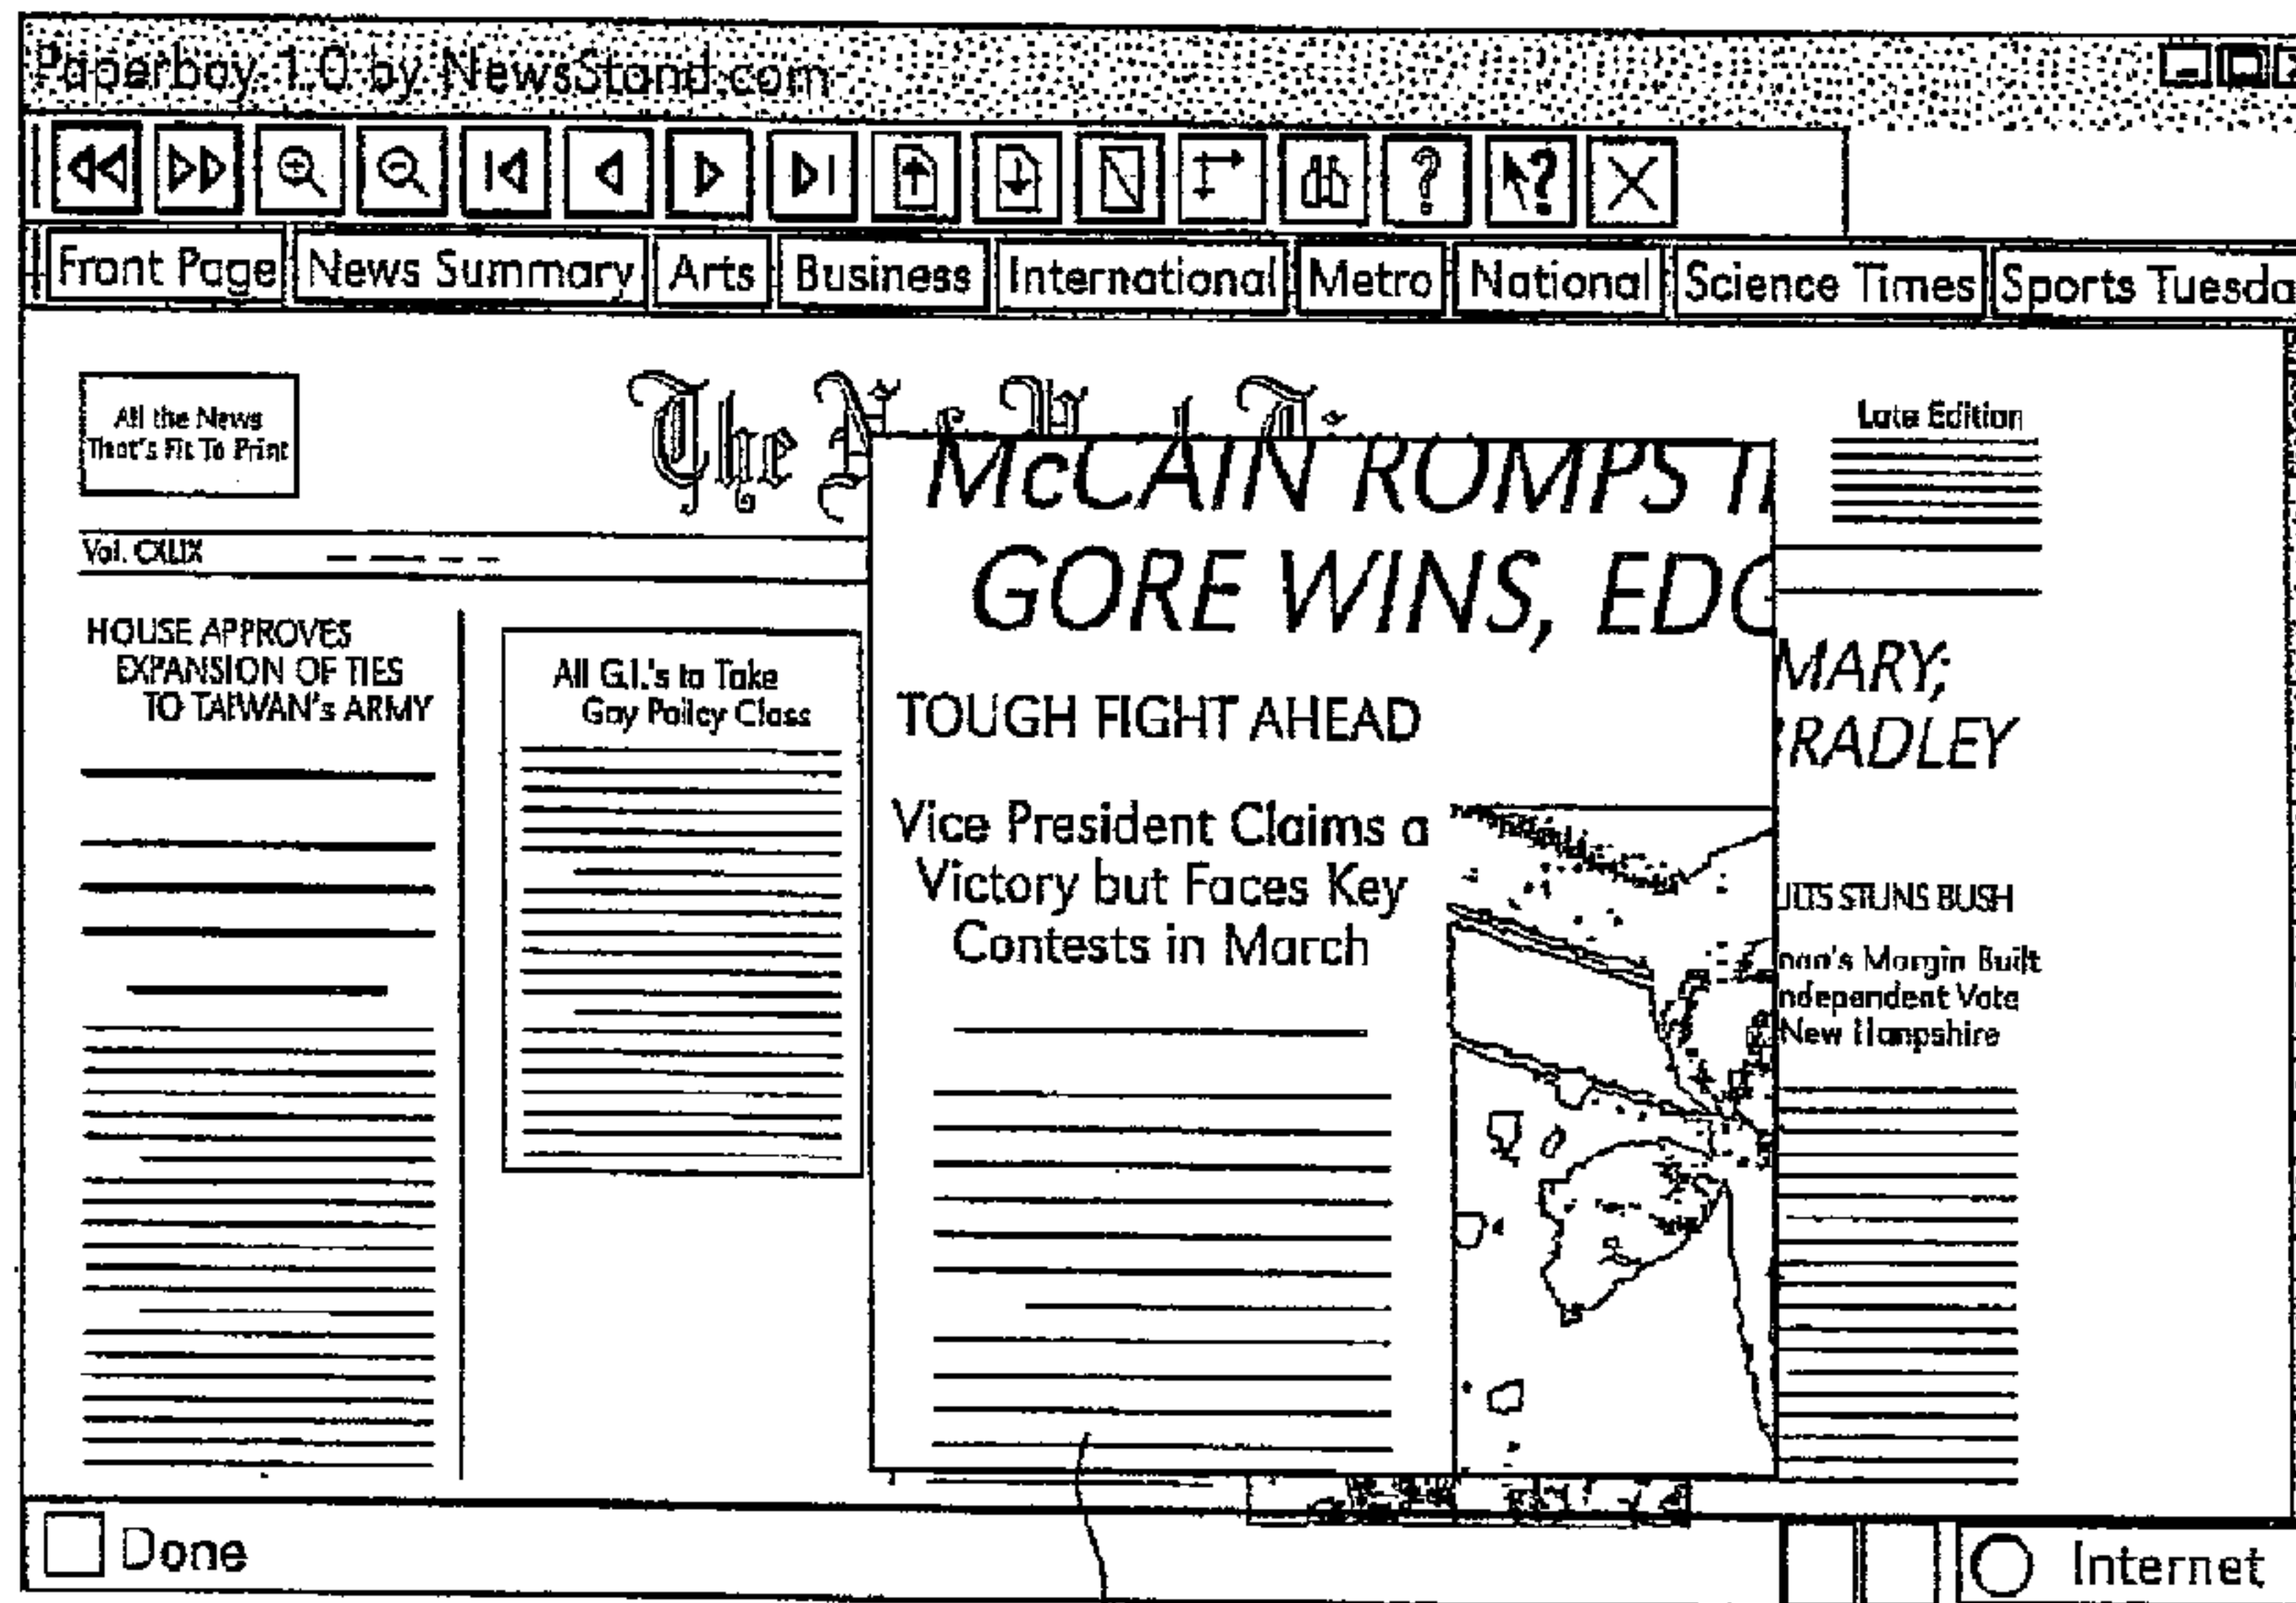 Paperboy 1.0 by NewsStand.com
Front Page News Summary Arts Business International Metro National Science Times Sports Tuesda
All the News
That's Fit To Print
The
Late Edition
Vol. CXLIX
McCAIN ROMPS
GORE WINS,
MARY;
RADLEY
HOUSE APPROVES
EXPANSION OF TIES
TO TAIWAN's ARMY
All G.I.'s to Take
Gay Policy Class
TOUGH FIGHT AHEAD
Vice President Claims a
Victory but Faces Key
Contests in March
STUNS BUSH
nan's Margin Built
ndependent Vote
New Hanpshire
Done
Internet